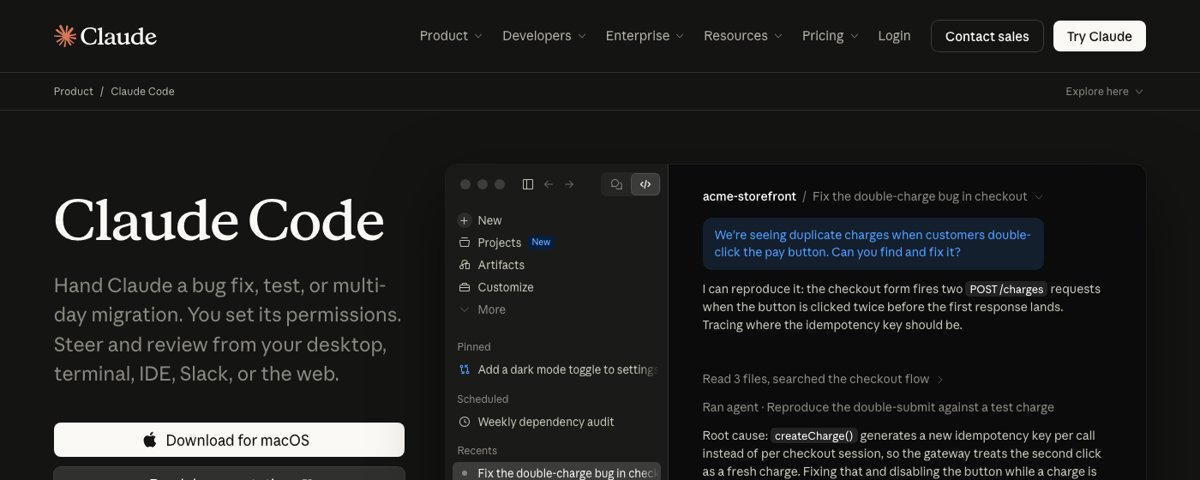 Claude
Product
Developers
Enterprise
Resources
Pricing
Login
Contact sales
Try Claude
Product / Claude Code
Explore here
Claude Code
Hand Claude a bug fix, test, or multi-
day migration. You set its permissions.
Steer and review from your desktop,
terminal, IDE, Slack, or the web.
Download for macOS
New
Projects New
Artifacts
Customize
More
Pinned
Add a dark mode toggle to settings
Scheduled
Weekly dependency audit
Recents
Fix the double-charge bug in chec
acme-storefront / Fix the double-charge bug in checkout
We're seeing duplicate charges when customers double-
click the pay button. Can you find and fix it?
I can reproduce it: the checkout form fires two POST /charges requests
when the button is clicked twice before the first response lands.
Tracing where the idempotency key should be.
Read 3 files, searched the checkout flow
Ran agent · Reproduce the double-submit against a test charge
Root cause: createCharge() generates a new idempotency key per call
instead of per checkout session, so the gateway treats the second click
as a fresh charge. Fixing that and disabling the button while a charge is